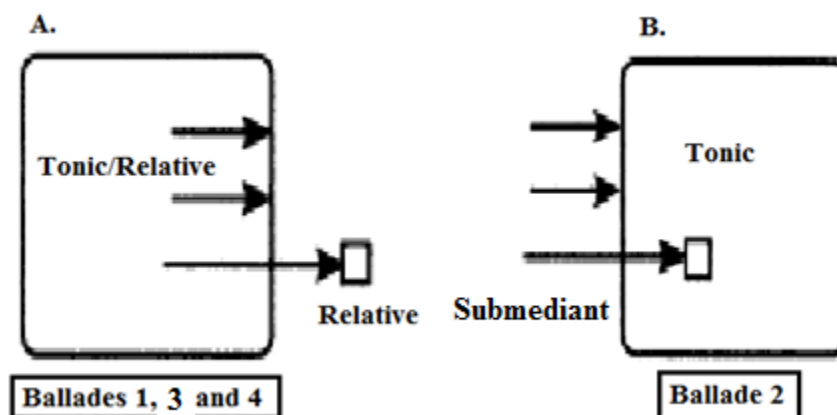 A.
Tonic/Relative
Relative
Ballades 1, 3 and 4
B.
Tonic
Submediant
Ballade 2